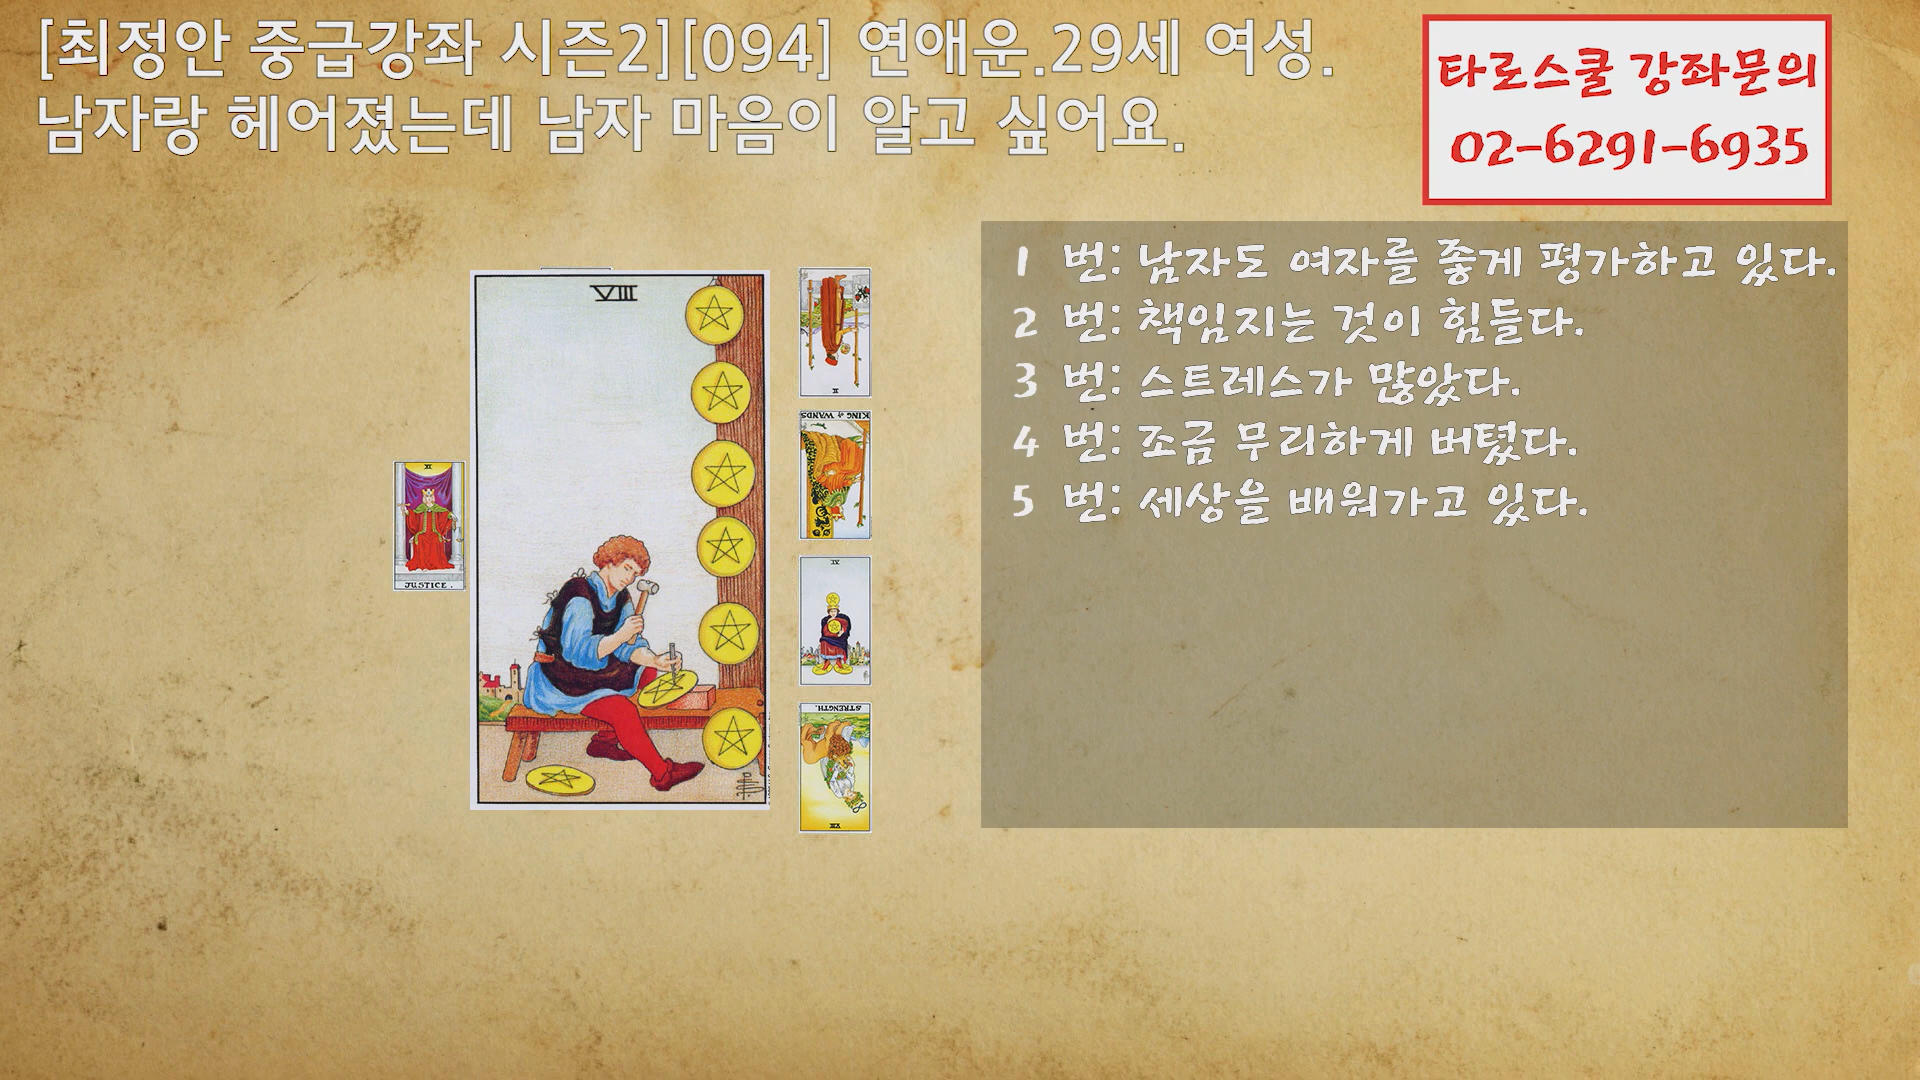 [최정안 중급강좌 시즌2][094] 연애운.29세 여성.
남자랑 헤어졌는데 남자 마음이 알고 싶어요.
타로스쿨 강좌문의
02-6291-6935
1 번: 남자도 여자를 좋게 평가하고 있다.
2 번: 책임지는 것이 힘들다.
3 번: 스트레스가 많았다.
4 번: 조금 무리하게 버텼다.
5 번: 세상을 배워가고 있다.
XI
JUSTICE.
VIII
II
KING of WANDS
IV
STRENGTH.
VIII